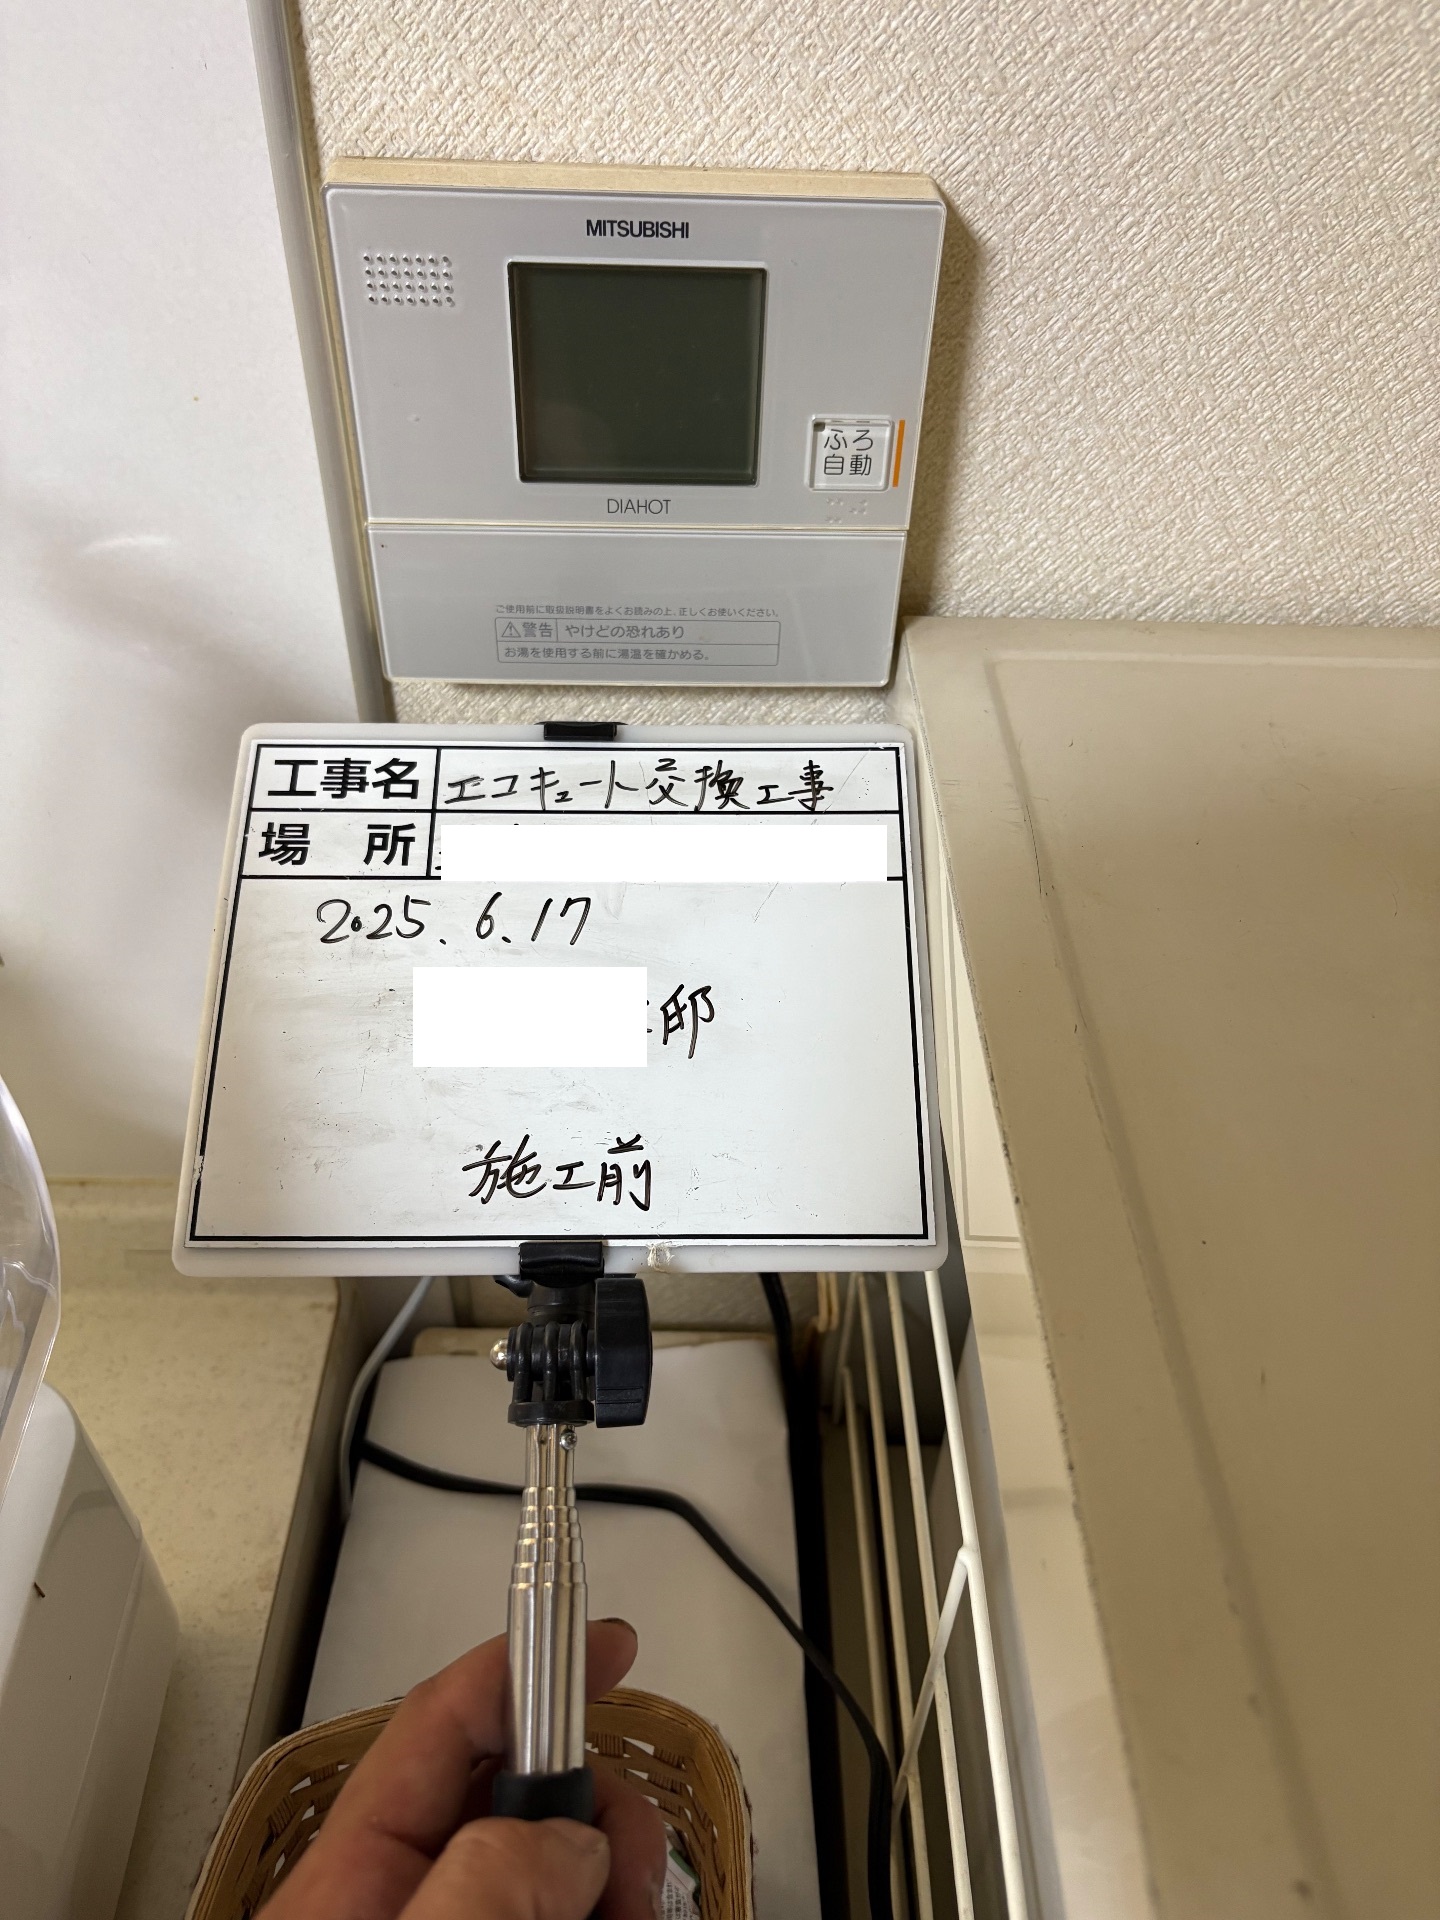 MITSUBISHI
ふろ
自動
DIAHOT
ご使用前に取扱説明書をよくお読みの上、正しくお使いください。
⚠警告 やけどの恐れあり
お湯を使用する前に湯温を確かめる。
工事名 エコキュート交換工事
場 所
2025.6.17
邸
施工前